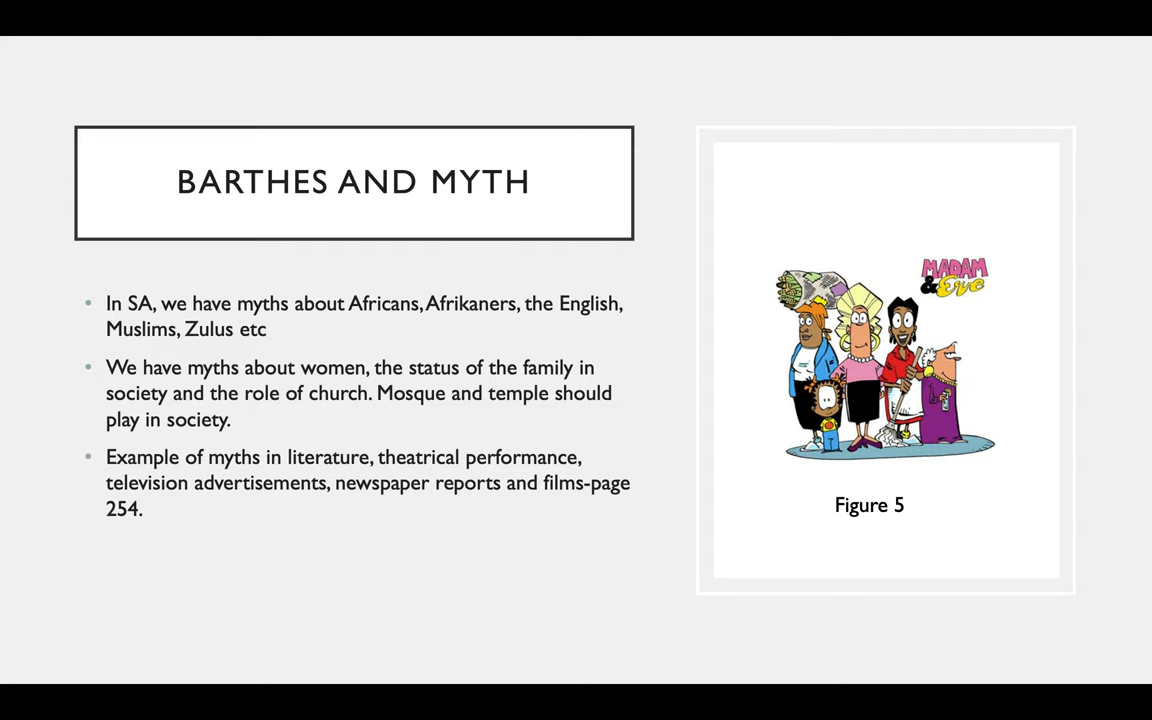 BARTHES AND MYTH
• In SA, we have myths about Africans, Afrikaners, the English,
Muslims, Zulus etc
• We have myths about women, the status of the family in
society and the role of church. Mosque and temple should
play in society.
• Example of myths in literature, theatrical performance,
television advertisements, newspaper reports and films-page
254.
MADAM
& Eve
Figure 5